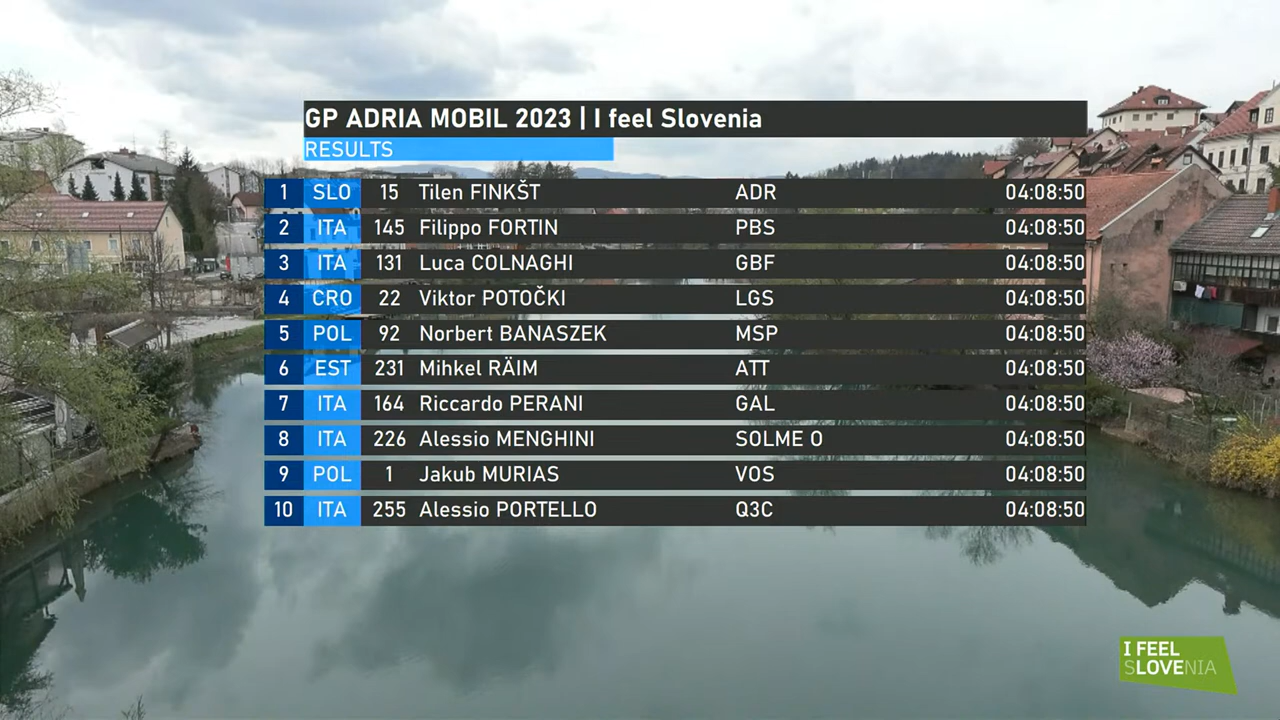 GP ADRIA MOBIL 2023 | I feel Slovenia
RESULTS
1 SLO 15 Tilen FINKŠT ADR 04:08:50
2 ITA 145 Filippo FORTIN PBS 04:08:50
3 ITA 131 Luca COLNAGHI GBF 04:08:50
4 CRO 22 Viktor POTOČKI LGS 04:08:50
5 POL 92 Norbert BANASZEK MSP 04:08:50
6 EST 231 Mihkel RÄIM ATT 04:08:50
7 ITA 164 Riccardo PERANI GAL 04:08:50
8 ITA 226 Alessio MENGHINI SOLME O 04:08:50
9 POL 1 Jakub MURIAS VOS 04:08:50
10 ITA 255 Alessio PORTELLO Q3C 04:08:50
I FEEL
SLOVENIA